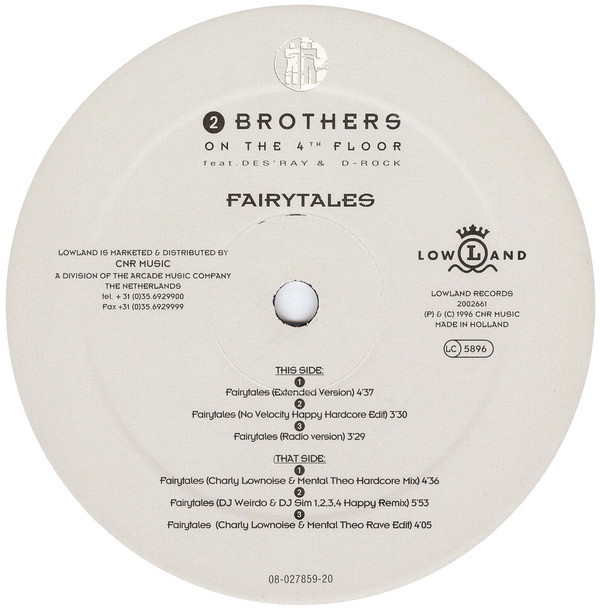 2 BROTHERS
ON THE 4TH FLOOR
feat. DES'RAY & D-ROCK
FAIRYTALES
LOWLAND IS MARKETED & DISTRIBUTED BY
CNR MUSIC
A DIVISION OF THE ARCADE MUSIC COMPANY
THE NETHERLANDS
tel. + 31 (0)35.6929900
Fax +31 (0)35.6929999
LOW L AND
LOWLAND RECORDS
2002661
(P) & (C) 1996 CNR MUSIC
MADE IN HOLLAND
LC 5896
THIS SIDE:
1
Fairytales (Extended Version) 4'37
2
Fairytales (No Velocity Happy Hardcore Edit) 3'30
3
Fairytales (Radio version) 3'29
THAT SIDE:
1
Fairytales (Charly Lownoise & Mental Theo Hardcore Mix) 4'36
2
Fairytales (DJ Weirdo & DJ Sim 1,2,3,4 Happy Remix) 5'53
3
Fairytales (Charly Lownoise & Mental Theo Rave Edit) 4'05
08-027859-20